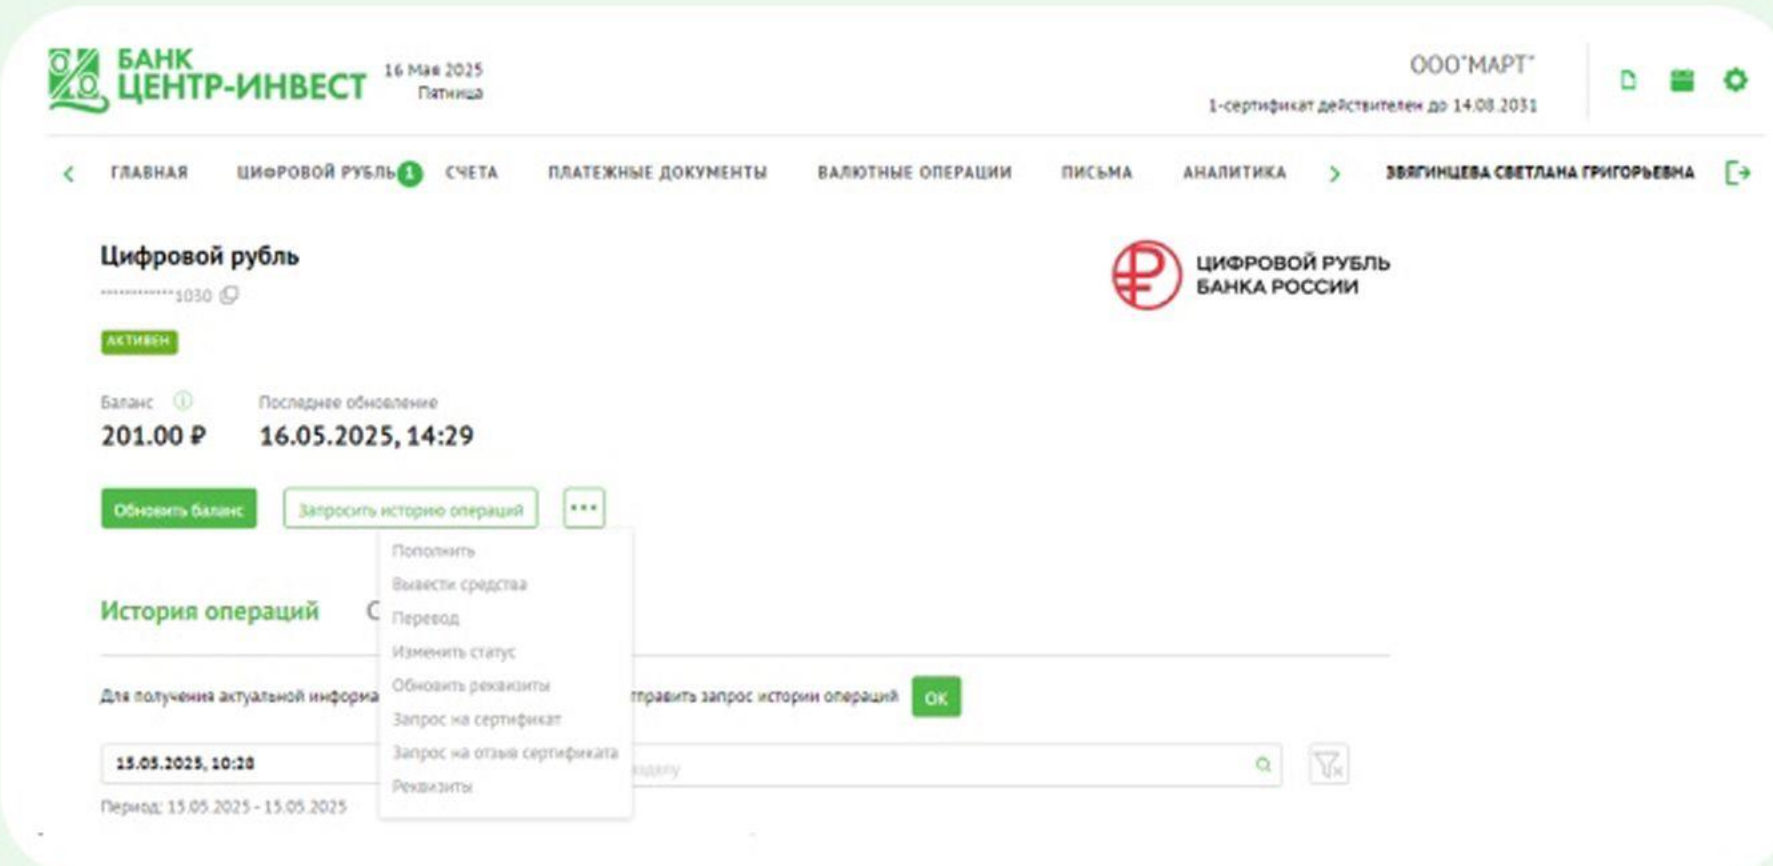 БАНК
ЦЕНТР-ИНВЕСТ
16 Мая 2025
Пятница
ООО"МАРТ"
1-сертификат действителен до 14.08.2031
ГЛАВНАЯ ЦИФРОВОЙ РУБЛЬ 1 СЧЕТА ПЛАТЕЖНЫЕ ДОКУМЕНТЫ ВАЛЮТНЫЕ ОПЕРАЦИИ ПИСЬМА АНАЛИТИКА ЗВЯГИНЦЕВА СВЕТЛАНА ГРИГОРЬЕВНА
Цифровой рубль
1030
ЦИФРОВОЙ РУБЛЬ
БАНКА РОССИИ
АКТИВЕН
Баланс Последнее обновление
201.00 ₽ 16.05.2025, 14:29
Обновить баланс Запросить историю операций
Пополнить
Вывести средства
Перевод
Изменить статус
Обновить реквизиты
Запрос на сертификат
Запрос на отзыв сертификата
Реквизиты
История операций
Для получения актуальной информа тправить запрос истории операций ОК
15.05.2025, 10:28
Период: 15.05.2025 - 15.05.2025